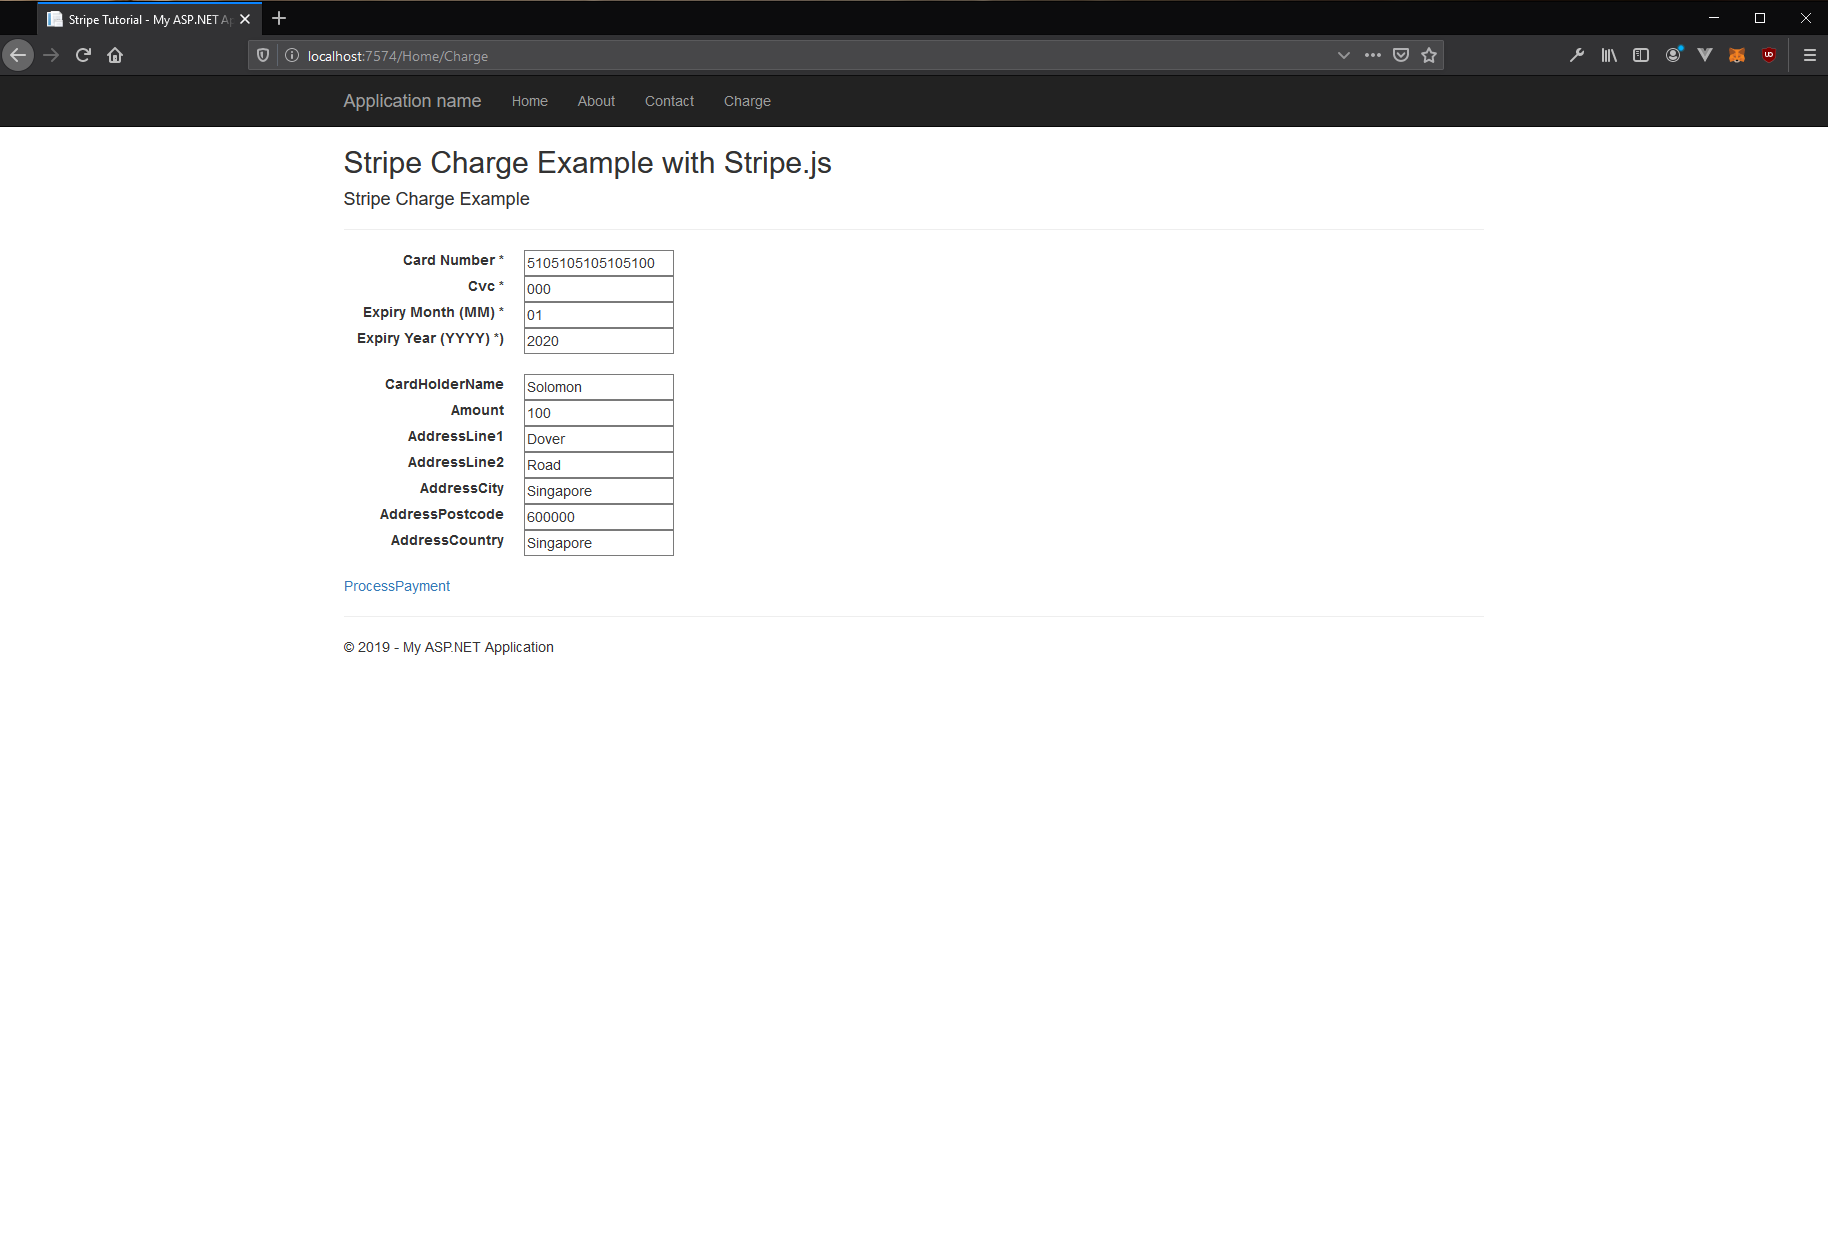 Stripe Tutorial - My ASP.NET Ap
localhost:7574/Home/Charge
Application name Home About Contact Charge
Stripe Charge Example with Stripe.js
Stripe Charge Example
Card Number * 5105105105105100
Cvc * 000
Expiry Month (MM) * 01
Expiry Year (YYYY) *) 2020
CardHolderName Solomon
Amount 100
AddressLine1 Dover
AddressLine2 Road
AddressCity Singapore
AddressPostcode 600000
AddressCountry Singapore
ProcessPayment
© 2019 - My ASP.NET Application